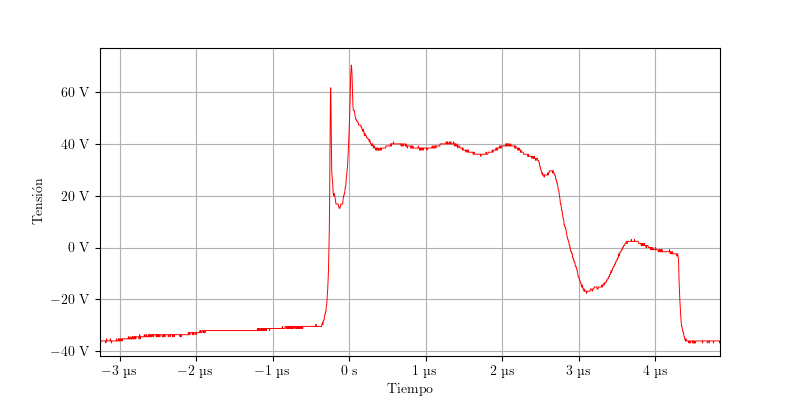 60 V
40 V
20 V
0 V
−20 V
−40 V
Tensión
−3 µs
−2 µs
−1 µs
0 s
1 µs
2 µs
3 µs
4 µs
Tiempo